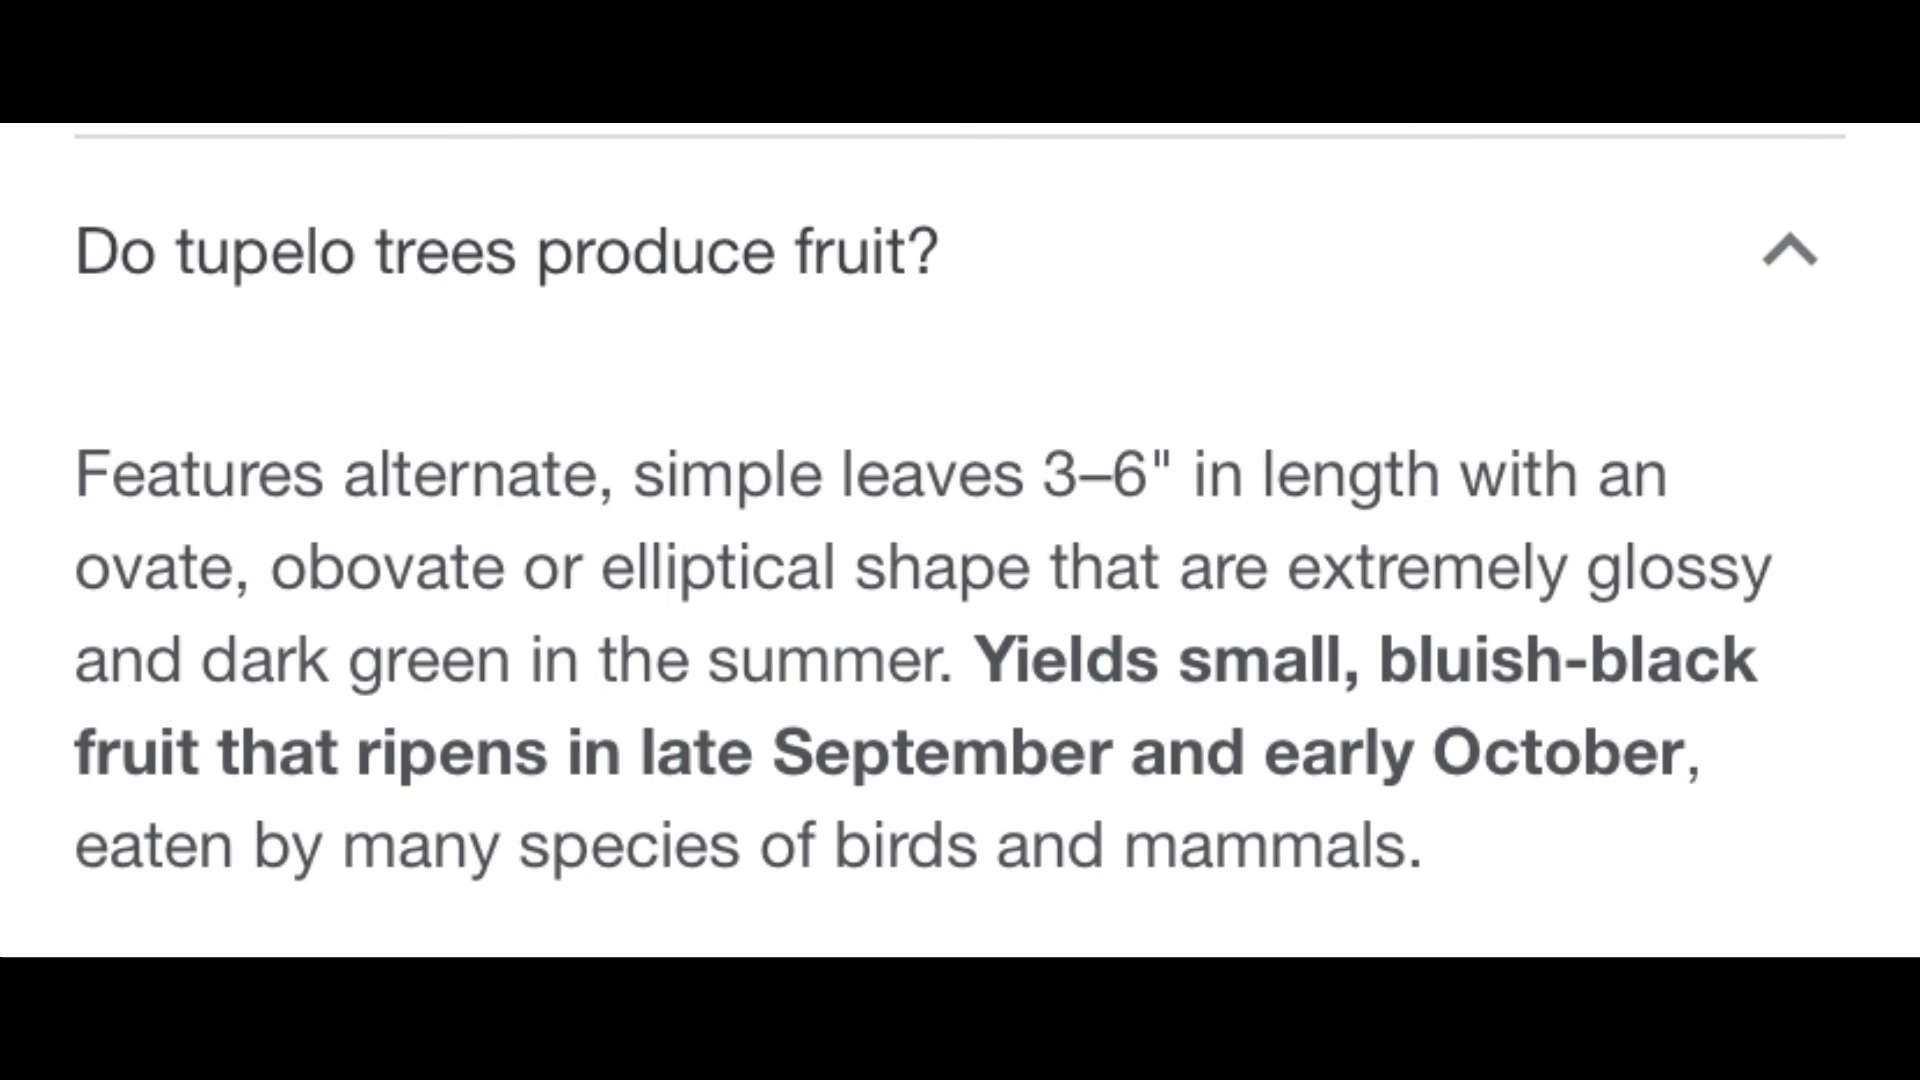 Do tupelo trees produce fruit?
Features alternate, simple leaves 3–6" in length with an
ovate, obovate or elliptical shape that are extremely glossy
and dark green in the summer. Yields small, bluish-black
fruit that ripens in late September and early October,
eaten by many species of birds and mammals.